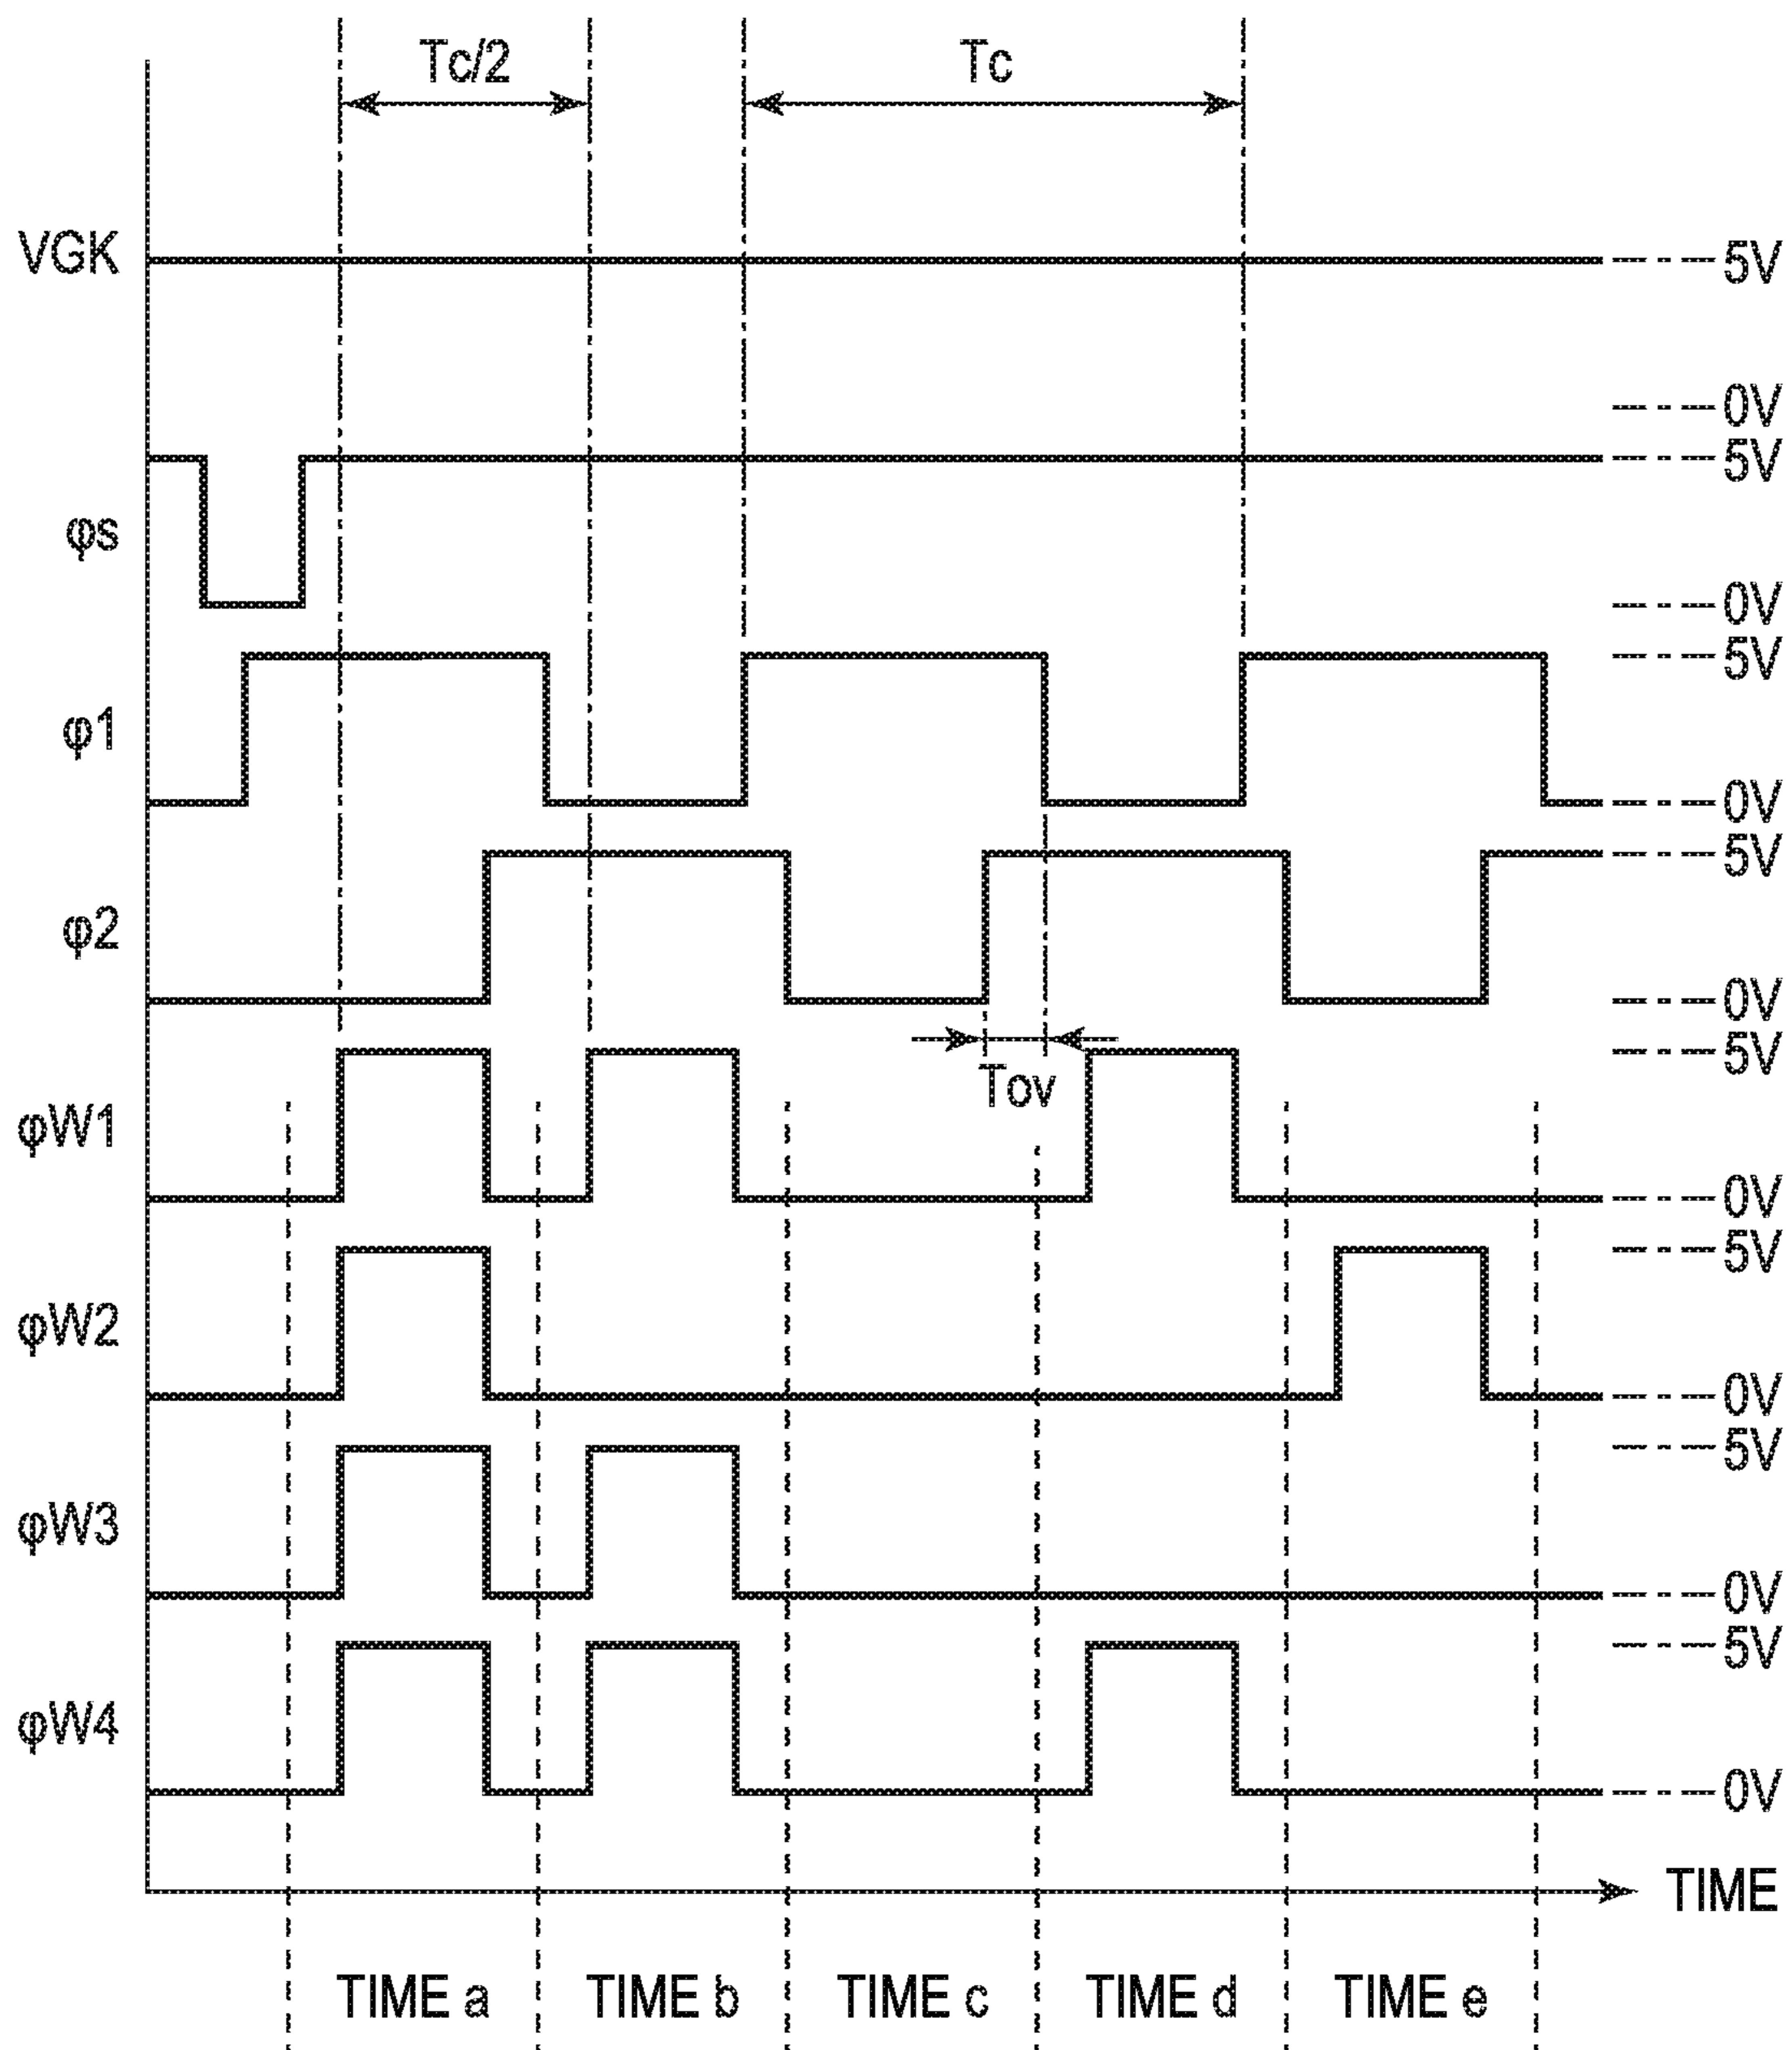 Tc/2 Tc
VGK 5V
0V
5V
φs
0V
5V
φ1
0V
5V
φ2
0V
5V
Tov
φW1
0V
5V
φW2
0V
5V
φW3
0V
5V
φW4
0V
TIME
TIME a TIME b TIME c TIME d TIME e